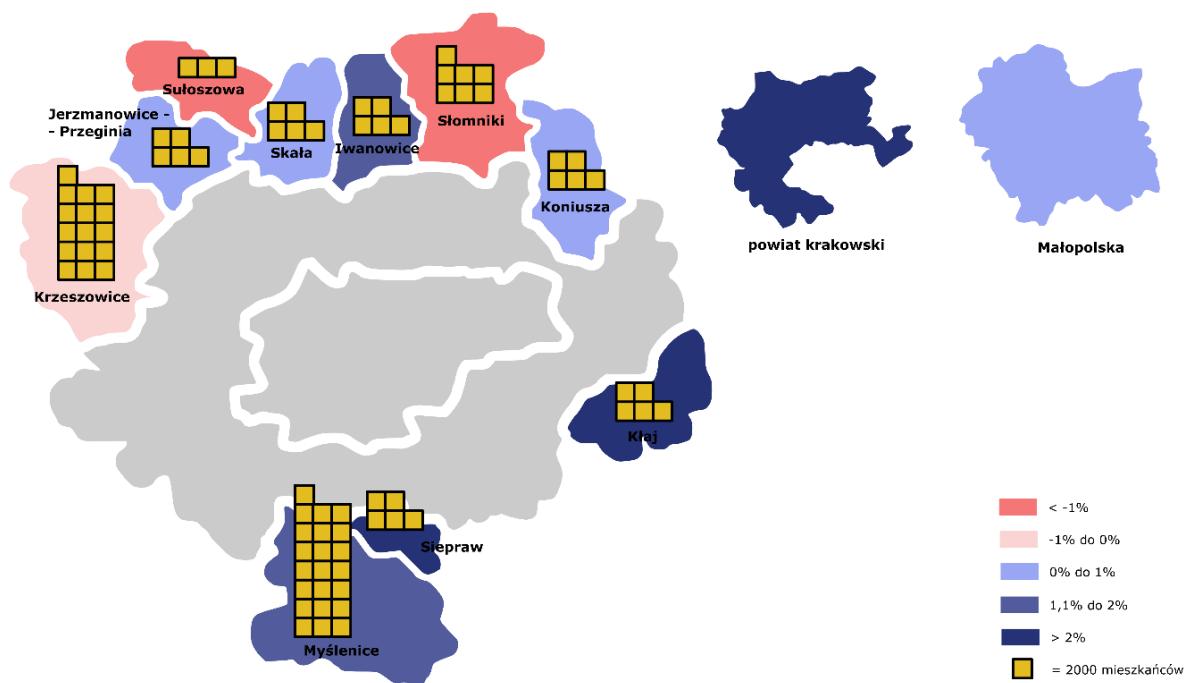 Sułoszowa
Jerzmanowice -
- Przeginia
Skała
Iwanowice
Słomniki
Koniusza
Krzeszowice
powiat krakowski
Małopolska
Kłaj
Siepraw
Myślenice
< -1%
-1% do 0%
0% do 1%
1,1% do 2%
> 2%
= 2000 mieszkańców